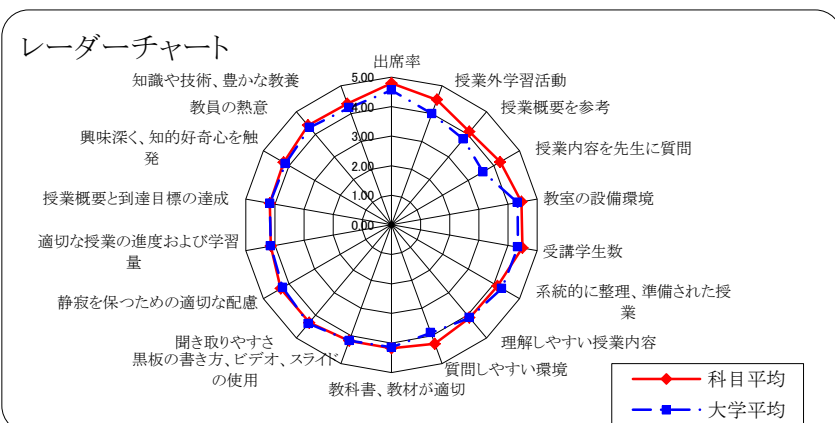 レーダーチャート
出席率
授業外学習活動
授業概要を参考
授業内容を先生に質問
教室の設備環境
受講学生数
系統的に整理、準備された授
業
理解しやすい授業内容
質問しやすい環境
教科書、教材が適切
黒板の書き方、ビデオ、スライド
の使用
聞き取りやすさ
静寂を保つための適切な配慮
適切な授業の進度および学習
量
授業概要と到達目標の達成
興味深く、知的好奇心を触
発
教員の熱意
知識や技術、豊かな教養
5.00
4.00
3.00
2.00
1.00
0.00
科目平均
大学平均